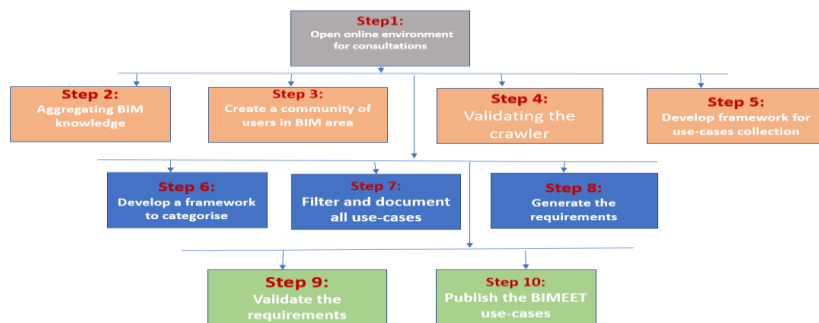 Step1:
Open online environment
for consultations
Step 2:
Aggregating BIM
knowledge
Step 3:
Create a community of
users in BIM area
Step 4:
Validating the
crawler
Step 5:
Develop framework for
use-cases collection
Step 6:
Develop a framework
to categorise
Step 7:
Filter and document
all use-cases
Step 8:
Generate the
requirements
Step 9:
Validate the
requirements
Step 10:
Publish the BIMEET
use-cases